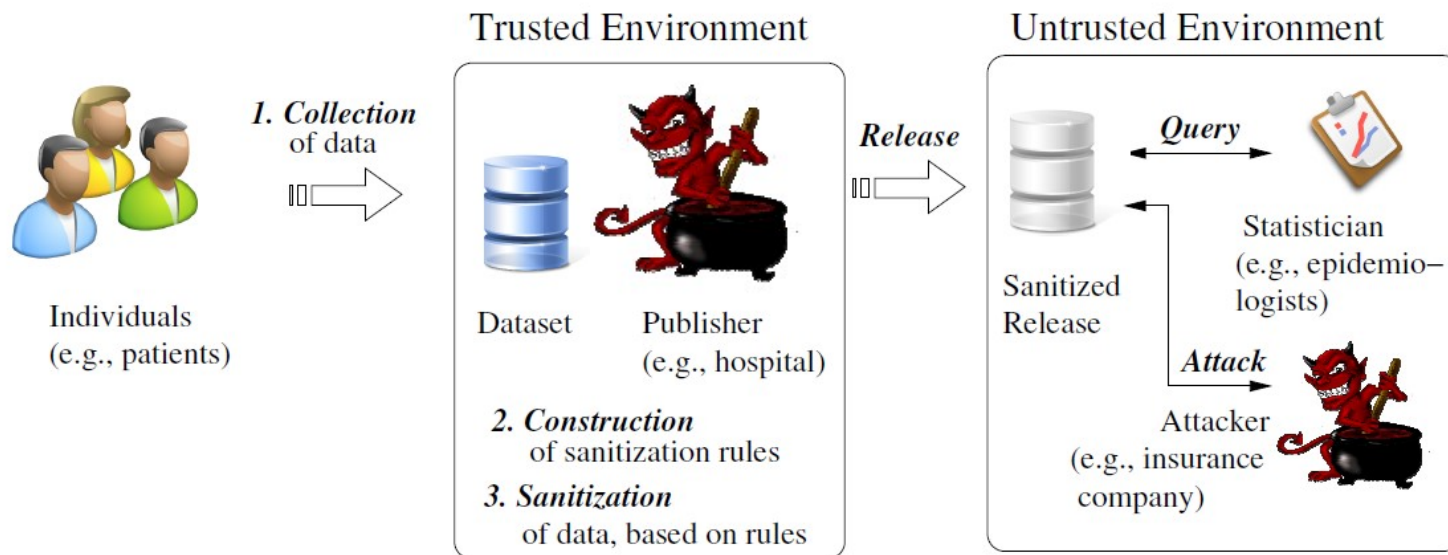 Trusted Environment
Untrusted Environment
1. Collection
of data
Individuals
(e.g., patients)
Dataset
Publisher
(e.g., hospital)
2. Construction
of sanitization rules
3. Sanitization
of data, based on rules
Release
Sanitized
Release
Query
Statistician
(e.g., epidemio–
logists)
Attack
Attacker
(e.g., insurance
company)